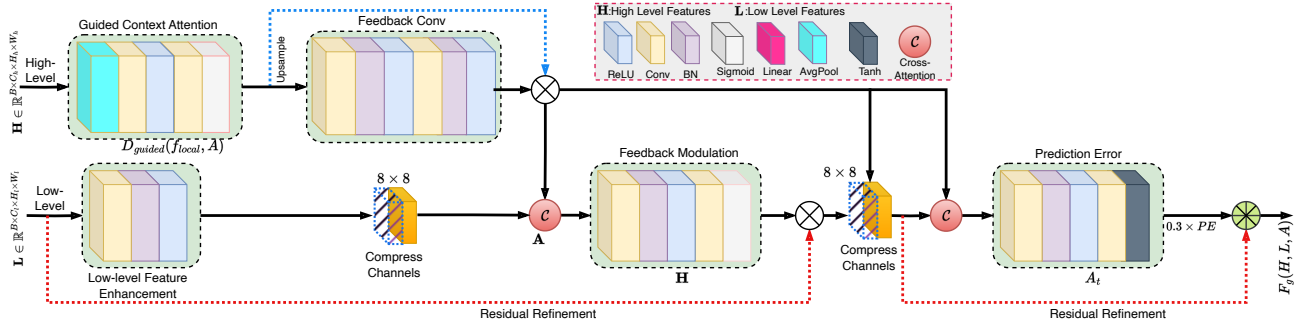 Guided Context Attention
Feedback Conv
H:High Level Features
L:Low Level Features
ReLU
Conv
BN
Sigmoid
Linear
AvgPool
Tanh
C
Cross-
Attention
H ∈ ℝ^{B×C_h×H_h×W_h}
High-
Level
Upsample
D_{guided}(f_{local}, A)
L ∈ ℝ^{B×C_l×H_l×W_l}
Low-
Level
Low-level Feature
Enhancement
8 × 8
Compress
Channels
C
A
Feedback Modulation
H
8 × 8
Compress
Channels
C
Prediction Error
A_t
0.3 × PE
F_g(H, L, A)
Residual Refinement
Residual Refinement